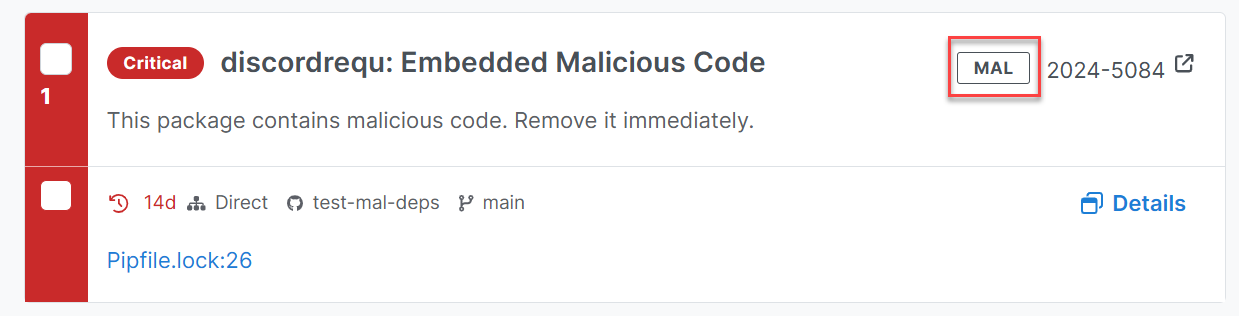 Critical discordrequ: Embedded Malicious Code MAL 2024-5084
1
This package contains malicious code. Remove it immediately.
14d Direct test-mal-deps main Details
Pipfile.lock:26